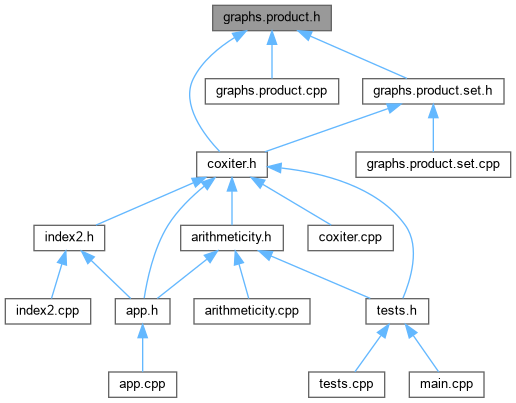 graphs.product.h
graphs.product.cpp
graphs.product.set.h
coxiter.h
graphs.product.set.cpp
index2.h
arithmeticity.h
coxiter.cpp
index2.cpp
app.h
arithmeticity.cpp
tests.h
app.cpp
tests.cpp
main.cpp